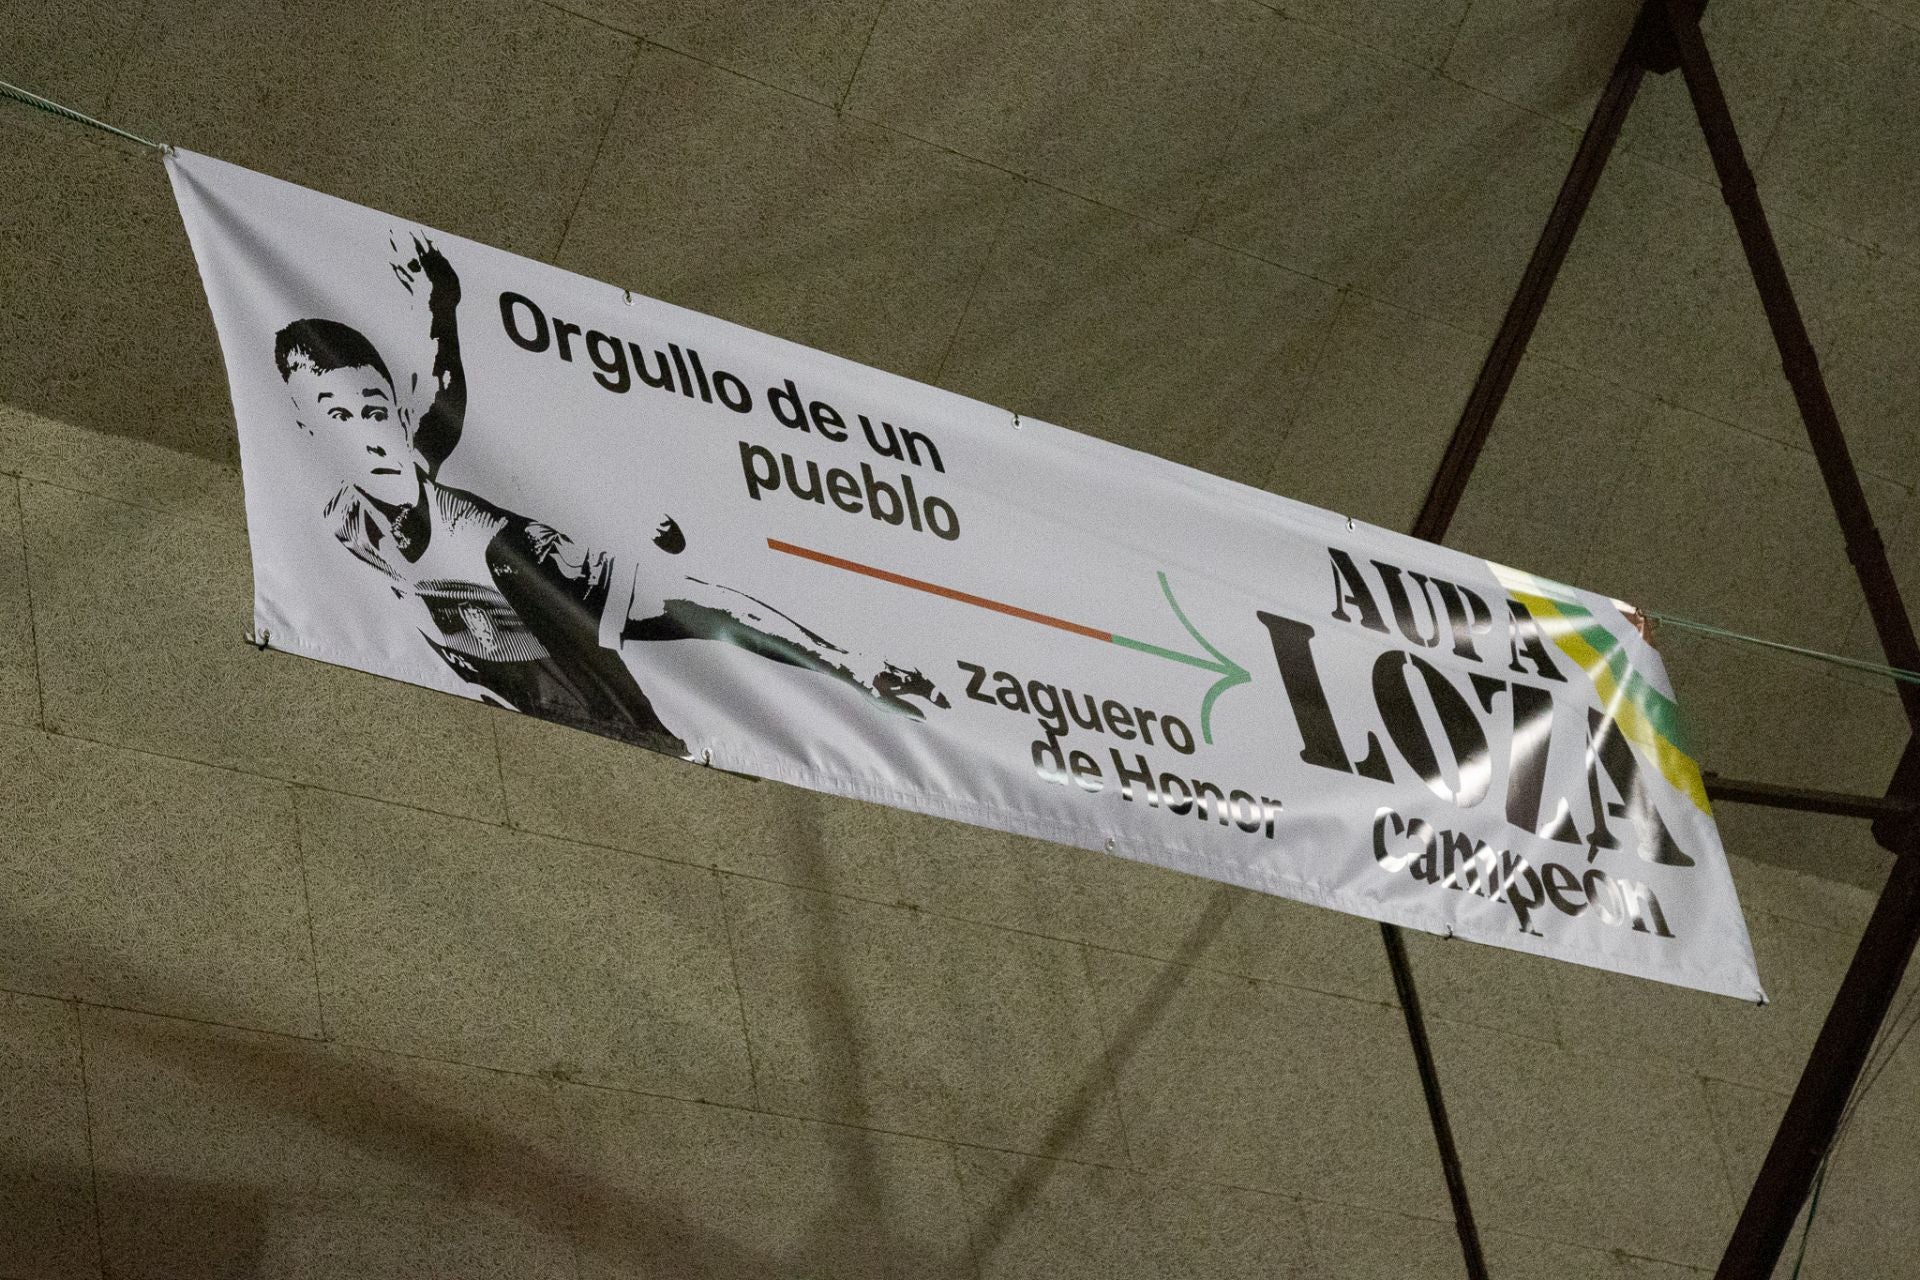 Orgullo de un
pueblo
zaguero
de Honor
AUPA
LOZA
campeón